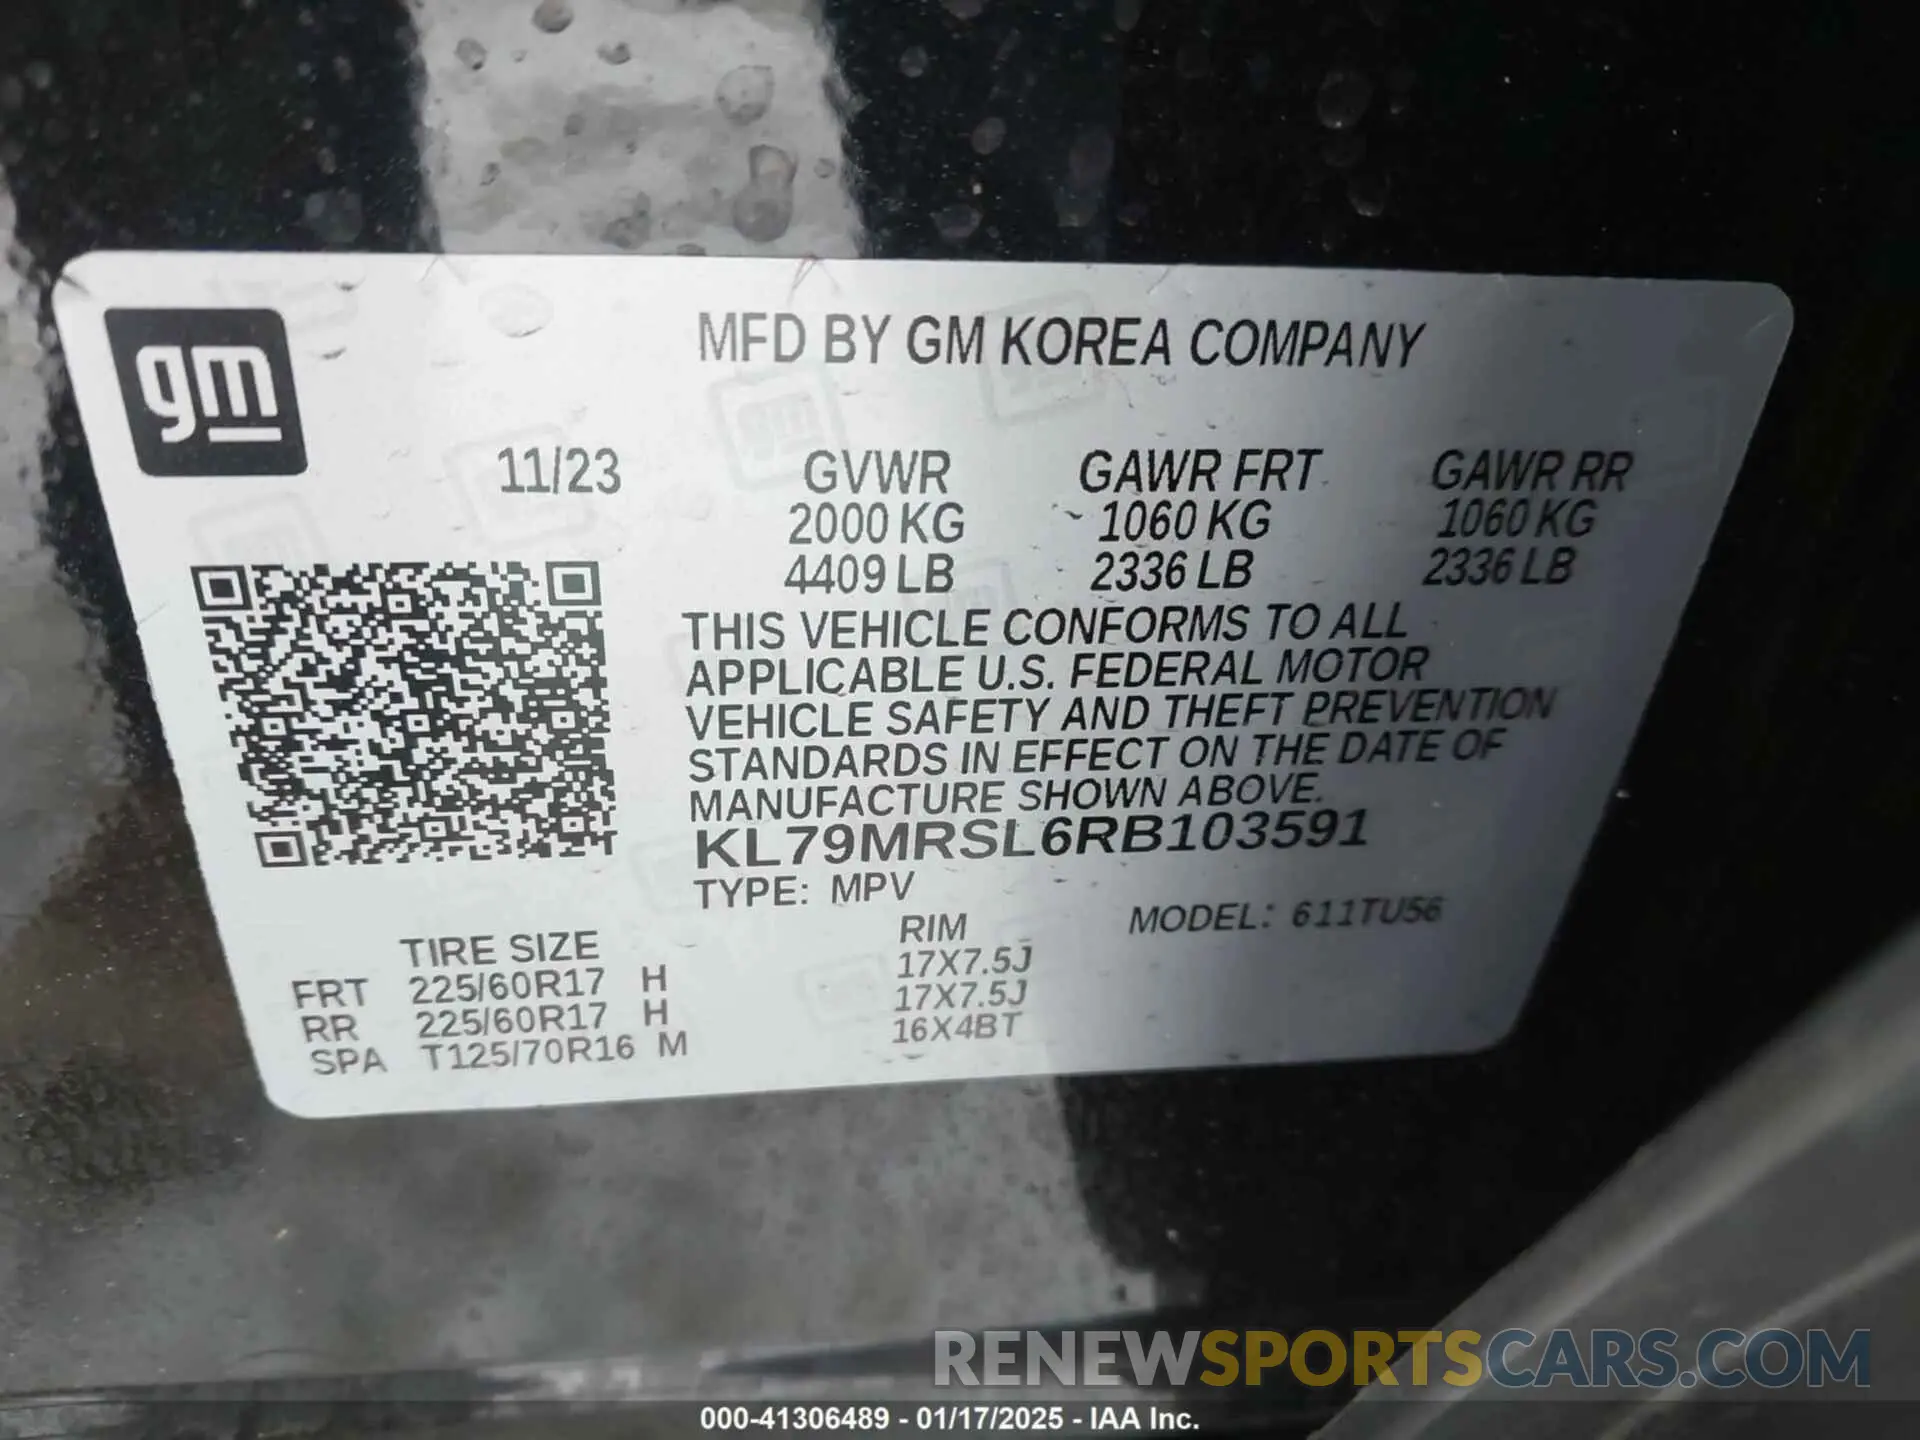 gm
MFD BY GM KOREA COMPANY
11/23 GVWR GAWR FRT GAWR RR
2000 KG 1060 KG 1060 KG
4409 LB 2336 LB 2336 LB
THIS VEHICLE CONFORMS TO ALL
APPLICABLE U.S. FEDERAL MOTOR
VEHICLE SAFETY AND THEFT PREVENTION
STANDARDS IN EFFECT ON THE DATE OF
MANUFACTURE SHOWN ABOVE.
KL79MRSL6RB103591
TYPE: MPV
MODEL: 611TU56
TIRE SIZE RIM
FRT 225/60R17 H 17X7.5J
RR 225/60R17 H 17X7.5J
SPA T125/70R16 M 16X4BT
RENEWSPORTSCARS.COM
000-41306489 - 01/17/2025 - IAA Inc.